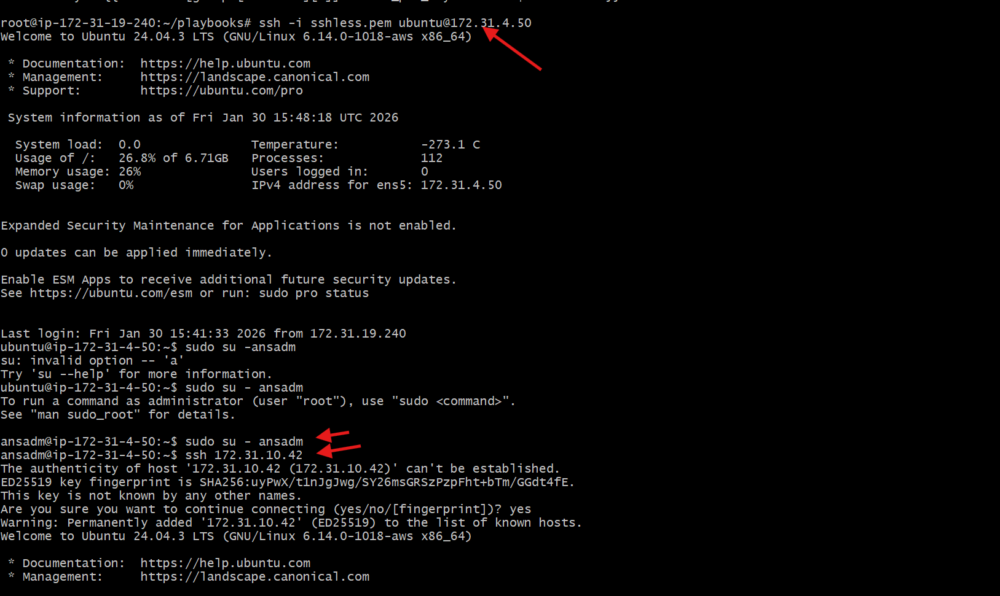 root@ip-172-31-19-240:~/playbooks# ssh -i sshless.pem ubuntu@172.31.4.50
Welcome to Ubuntu 24.04.3 LTS (GNU/Linux 6.14.0-1018-aws x86_64)
* Documentation:  https://help.ubuntu.com
* Management:     https://landscape.canonical.com
* Support:        https://ubuntu.com/pro
System information as of Fri Jan 30 15:48:18 UTC 2026
System load:  0.0               Temperature:           -273.1 C
Usage of /:   26.8% of 6.71GB   Processes:             112
Memory usage: 26%               Users logged in:       0
Swap usage:   0%                IPv4 address for ens5: 172.31.4.50
Expanded Security Maintenance for Applications is not enabled.
0 updates can be applied immediately.
Enable ESM Apps to receive additional future security updates.
See https://ubuntu.com/esm or run: sudo pro status
Last login: Fri Jan 30 15:41:33 2026 from 172.31.19.240
ubuntu@ip-172-31-4-50:~$ sudo su -ansadm
su: invalid option -- 'a'
Try 'su --help' for more information.
ubuntu@ip-172-31-4-50:~$ sudo su - ansadm
To run a command as administrator (user "root"), use "sudo <command>".
See "man sudo_root" for details.
ansadm@ip-172-31-4-50:~$ sudo su - ansadm
ansadm@ip-172-31-4-50:~$ ssh 172.31.10.42
The authenticity of host '172.31.10.42 (172.31.10.42)' can't be established.
ED25519 key fingerprint is SHA256:uyPwX/t1nJgJwg/SY26msGRSzPzpFht+bTm/GGdt4fE.
This key is not known by any other names.
Are you sure you want to continue connecting (yes/no/[fingerprint])? yes
Warning: Permanently added '172.31.10.42' (ED25519) to the list of known hosts.
Welcome to Ubuntu 24.04.3 LTS (GNU/Linux 6.14.0-1018-aws x86_64)
* Documentation:  https://help.ubuntu.com
* Management:     https://landscape.canonical.com